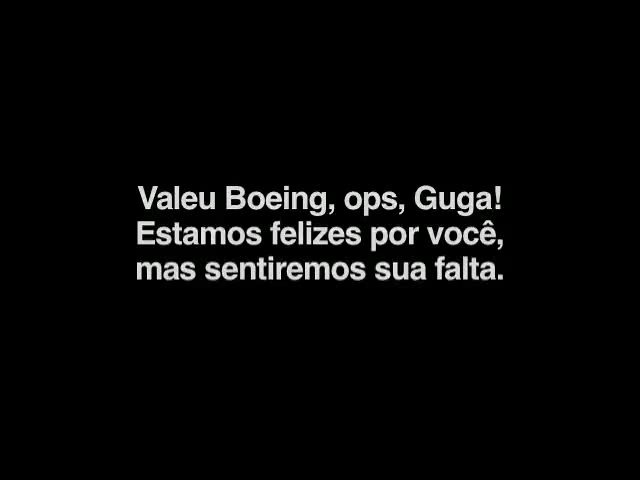 Valeu Boeing, ops, Guga!
Estamos felizes por você,
mas sentiremos sua falta.